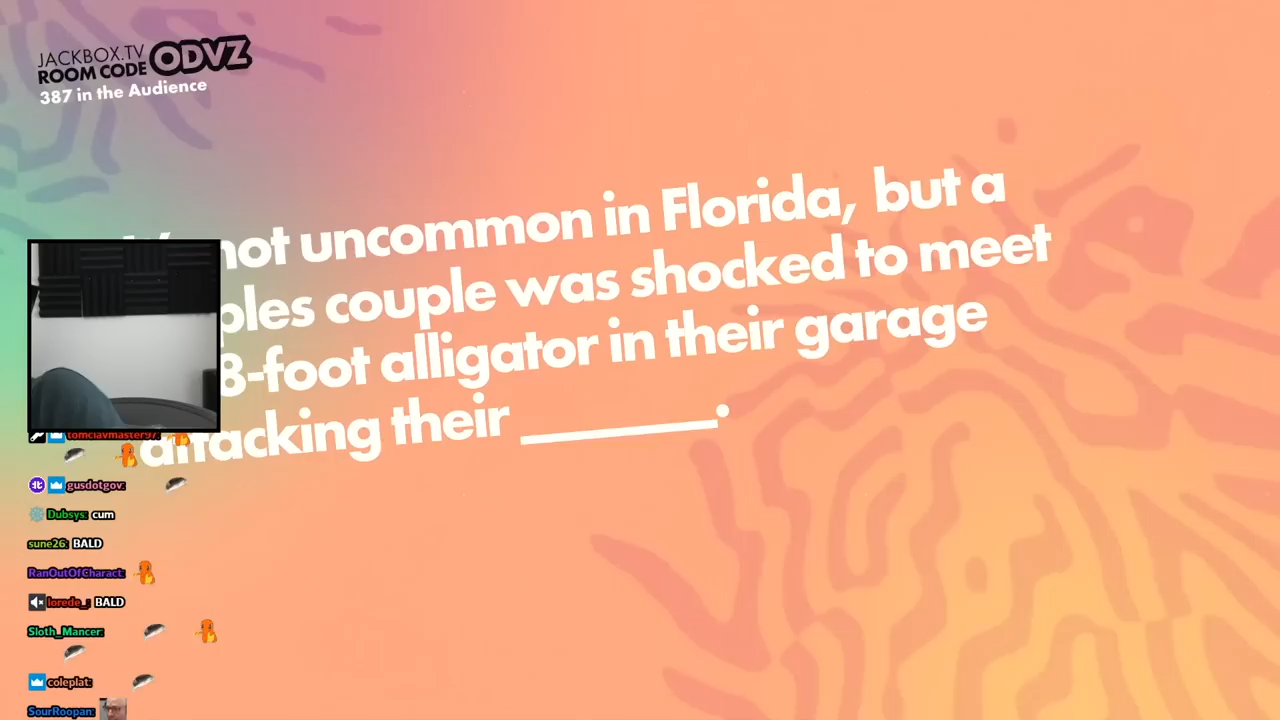 JACKBOX.TV
ROOM CODE ODVZ
387 in the Audience
not uncommon in Florida, but a
ples couple was shocked to meet
8-foot alligator in their garage
attacking their ________.
tomclavmaster97:
gusdotgov:
Dubsys: cum
sune26: BALD
RanOutOfCharact:
lorede_: BALD
Sloth_Mancer:
coleplat:
SourRoopan: